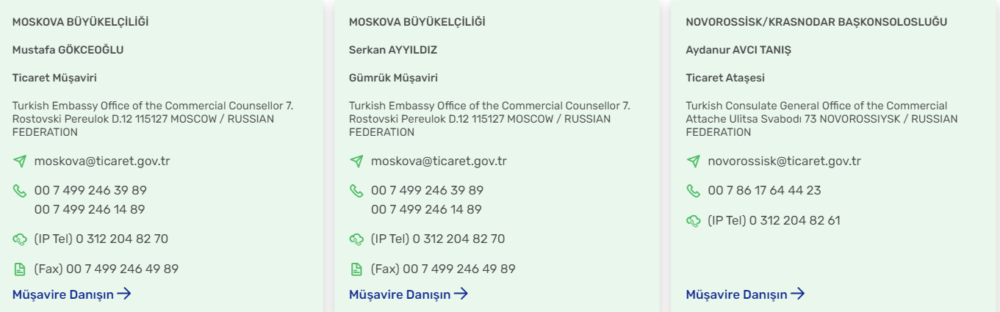 MOSKOVA BÜYÜKELÇİLİĞİ
Mustafa GÖKCEOĞLU
Ticaret Müşaviri
Turkish Embassy Office of the Commercial Counsellor 7.
Rostovski Pereulok D.12 115127 MOSCOW / RUSSIAN
FEDERATION
moskova@ticaret.gov.tr
00 7 499 246 39 89
00 7 499 246 14 89
(IP Tel) 0 312 204 82 70
(Fax) 00 7 499 246 49 89
Müşavire Danışın
MOSKOVA BÜYÜKELÇİLİĞİ
Serkan AYYILDIZ
Gümrük Müşaviri
Turkish Embassy Office of the Commercial Counsellor 7.
Rostovski Pereulok D.12 115127 MOSCOW / RUSSIAN
FEDERATION
moskova@ticaret.gov.tr
00 7 499 246 39 89
00 7 499 246 14 89
(IP Tel) 0 312 204 82 70
(Fax) 00 7 499 246 49 89
Müşavire Danışın
NOVOROSSİSK/KRASNODAR BAŞKONSOLOSLUĞU
Aydanur AVCI TANIŞ
Ticaret Ataşesi
Turkish Consulate General Office of the Commercial
Attache Ulitsa Svabodı 73 NOVOROSSIYSK / RUSSIAN
FEDERATION
novorossisk@ticaret.gov.tr
00 7 86 17 64 44 23
(IP Tel) 0 312 204 82 61
Müşavire Danışın